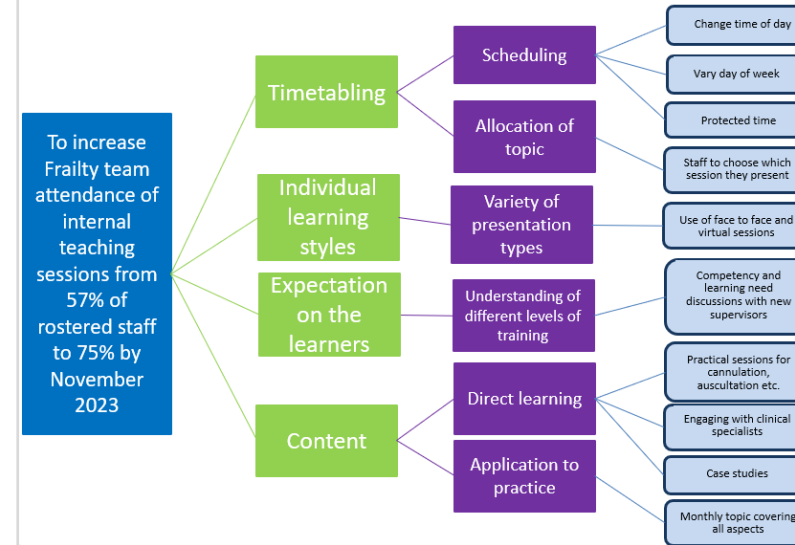 To increase
Frailty team
attendance of
internal
teaching
sessions from
57% of
rostered staff
to 75% by
November
2023
Timetabling
Individual
learning
styles
Expectation
on the
learners
Content
Scheduling
Allocation of
topic
Variety of
presentation
types
Understanding of
different levels of
training
Direct learning
Application to
practice
Change time of day
Vary day of week
Protected time
Staff to choose which
session they present
Use of face to face and
virtual sessions
Competency and
learning need
discussions with new
supervisors
Practical sessions for
cannulation,
auscultation etc.
Engaging with clinical
specialists
Case studies
Monthly topic covering
all aspects